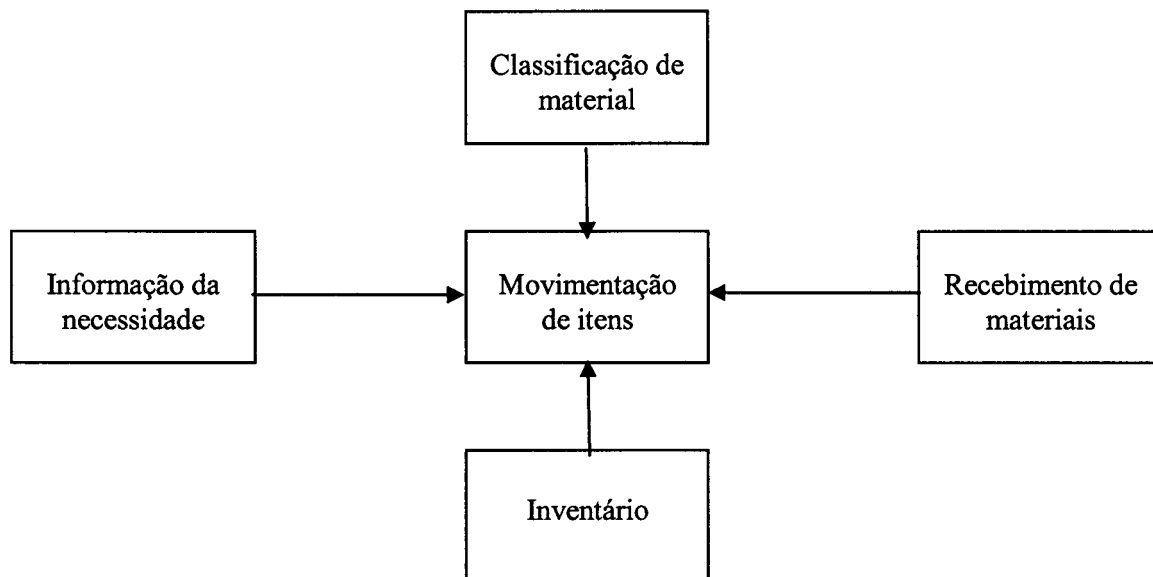 Classificação de
material
Informação da
necessidade
Movimentação
de itens
Recebimento de
materiais
Inventário